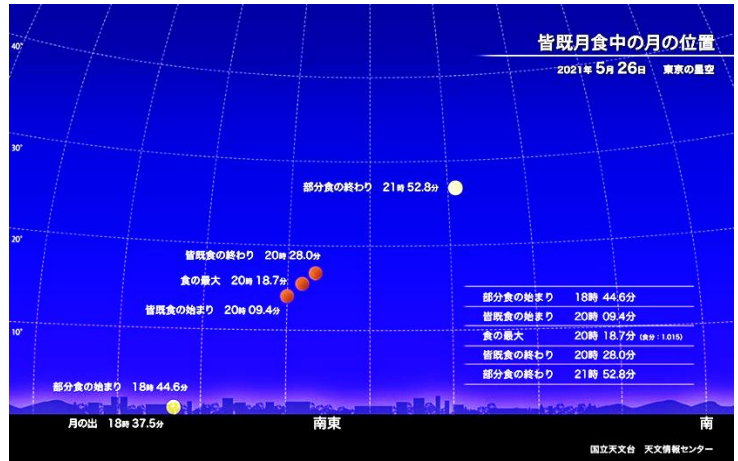 皆既月食中の月の位置
2021年 5月 26日 東京の星空
40°
30°
20°
10°
部分食の終わり 21時 52.8分
皆既食の終わり 20時 28.0分
食の最大 20時 18.7分
皆既食の始まり 20時 09.4分
部分食の始まり 18時 44.6分
月の出 18時 37.5分
部分食の始まり 18時 44.6分
皆既食の始まり 20時 09.4分
食の最大 20時 18.7分 (食分:1.015)
皆既食の終わり 20時 28.0分
部分食の終わり 21時 52.8分
南東
南
国立天文台 天文情報センター